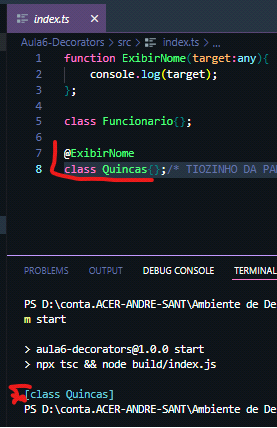 index.ts
Aula6-Decorators > src > index.ts > ...
1 function ExibirNome(target:any){
2 console.log(target);
3 };
4
5 class Funcionario{};
6
7 @ExibirNome
8 class Quincas{};/* TIOZINHO DA
PROBLEMS OUTPUT DEBUG CONSOLE TERMINAL
PS D:\conta.ACER-ANDRE-SANT\Ambiente de De
m start
> aula6-decorators@1.0.0 start
> npx tsc && node build/index.js
[class Quincas]
PS D:\conta.ACER-ANDRE-SANT\Ambiente de De